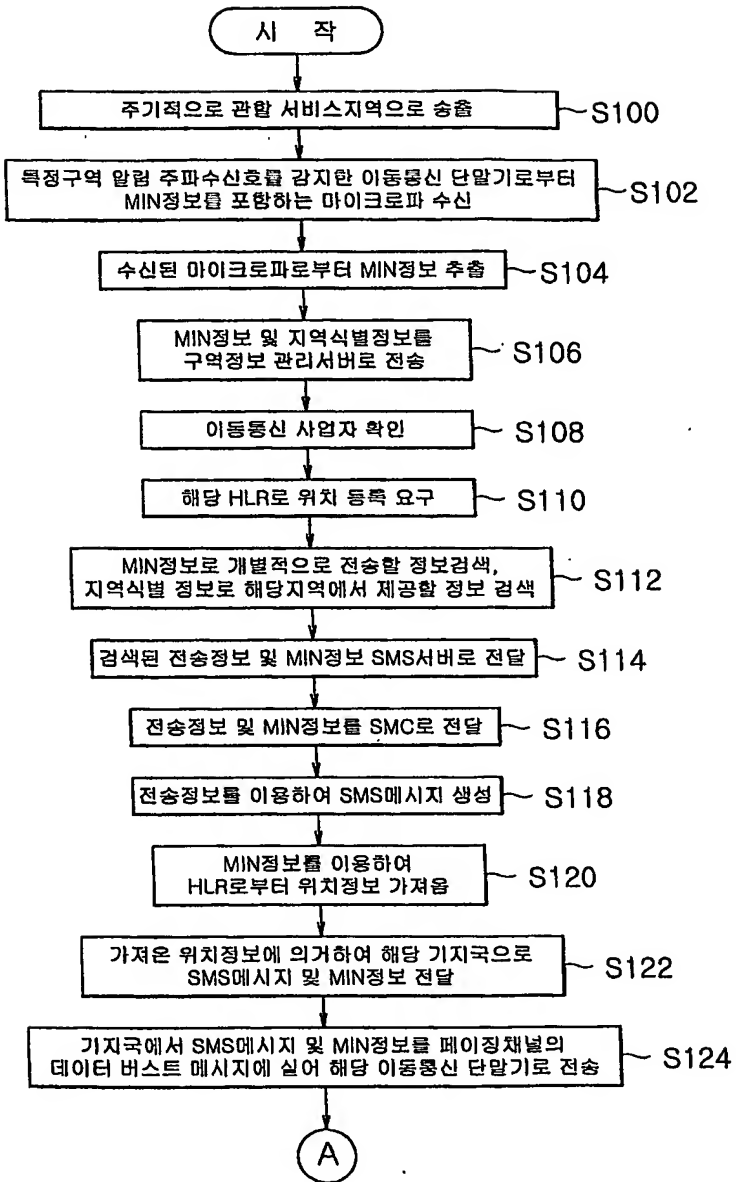 시 작
주기적으로 관할 서비스지역으로 송출
S100
특정구역 알림 주파수신호를 감지한 이동통신 단말기로부터
MIN정보를 포함하는 마이크로파 수신
S102
수신된 마이크로파로부터 MIN정보 추출
S104
MIN정보 및 지역식별정보를
구역정보 관리서버로 전송
S106
이동통신 사업자 확인
S108
해당 HLR로 위치 등록 요구
S110
MIN정보로 개별적으로 전송할 정보검색,
지역식별 정보로 해당지역에서 제공할 정보 검색
S112
검색된 전송정보 및 MIN정보 SMS서버로 전달
S114
전송정보 및 MIN정보를 SMC로 전달
S116
전송정보를 이용하여 SMS메시지 생성
S118
MIN정보를 이용하여
HLR로부터 위치정보 가져옴
S120
가져온 위치정보에 의거하여 해당 기지국으로
SMS메시지 및 MIN정보 전달
S122
기지국에서 SMS메시지 및 MIN정보를 페이징채널의
데이터 버스트 메시지에 실어 해당 이동통신 단말기로 전송
S124
A